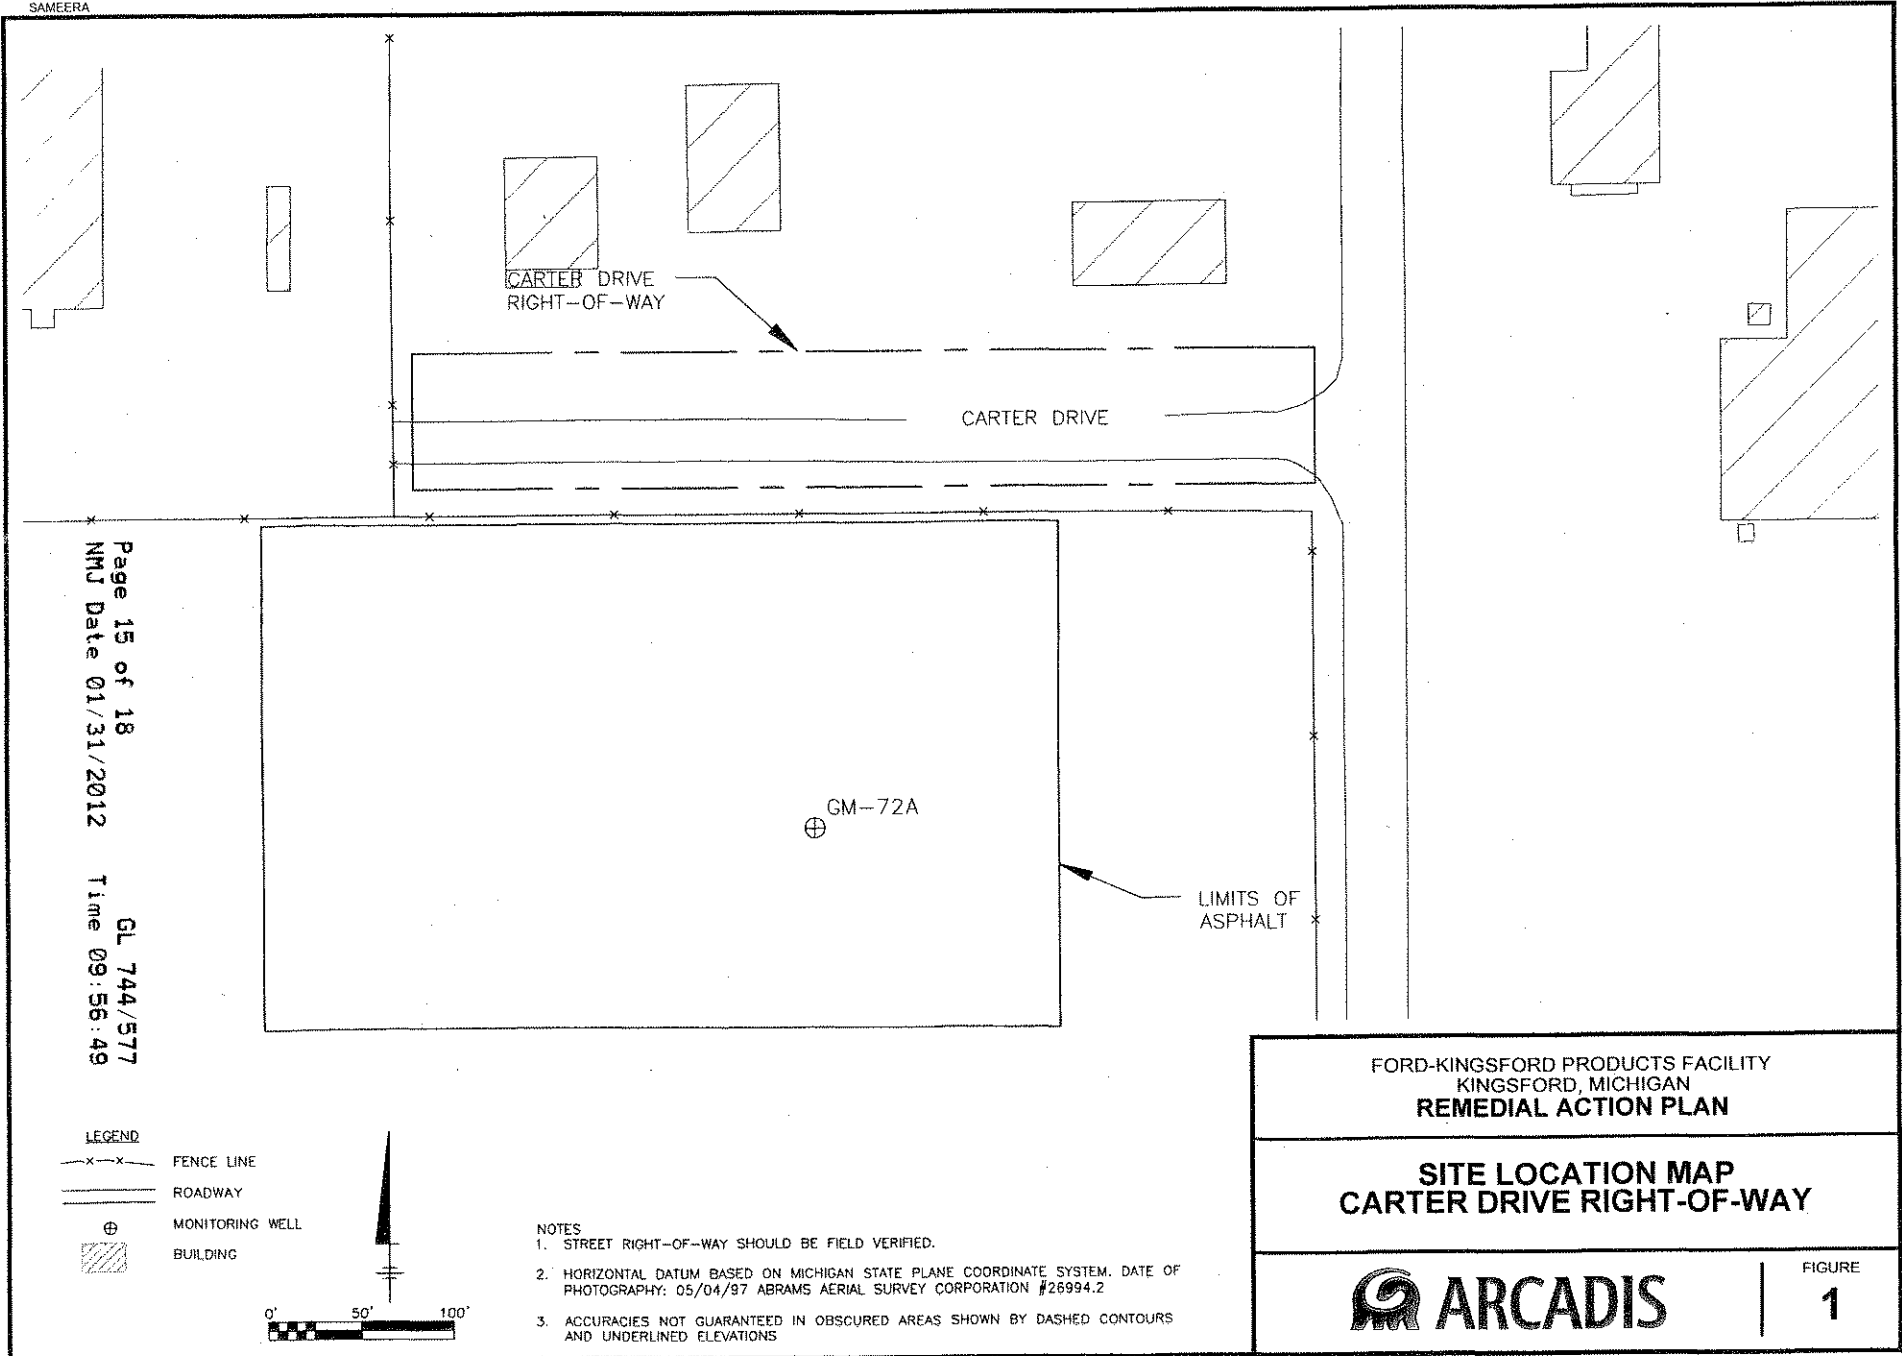 SAMEERA
CARTER DRIVE
RIGHT-OF-WAY
CARTER DRIVE
GM-72A
LIMITS OF
ASPHALT
Page 15 of 18 GL 744/577
NMJ Date 01/31/2012 Time 09:56:49
LEGEND
FENCE LINE
ROADWAY
MONITORING WELL
BUILDING
0' 50' 100'
NOTES
1. STREET RIGHT-OF-WAY SHOULD BE FIELD VERIFIED.
2. HORIZONTAL DATUM BASED ON MICHIGAN STATE PLANE COORDINATE SYSTEM. DATE OF
PHOTOGRAPHY: 05/04/97 ABRAMS AERIAL SURVEY CORPORATION #26994.2
3. ACCURACIES NOT GUARANTEED IN OBSCURED AREAS SHOWN BY DASHED CONTOURS
AND UNDERLINED ELEVATIONS
FORD-KINGSFORD PRODUCTS FACILITY
KINGSFORD, MICHIGAN
REMEDIAL ACTION PLAN
SITE LOCATION MAP
CARTER DRIVE RIGHT-OF-WAY
ARCADIS
FIGURE
1